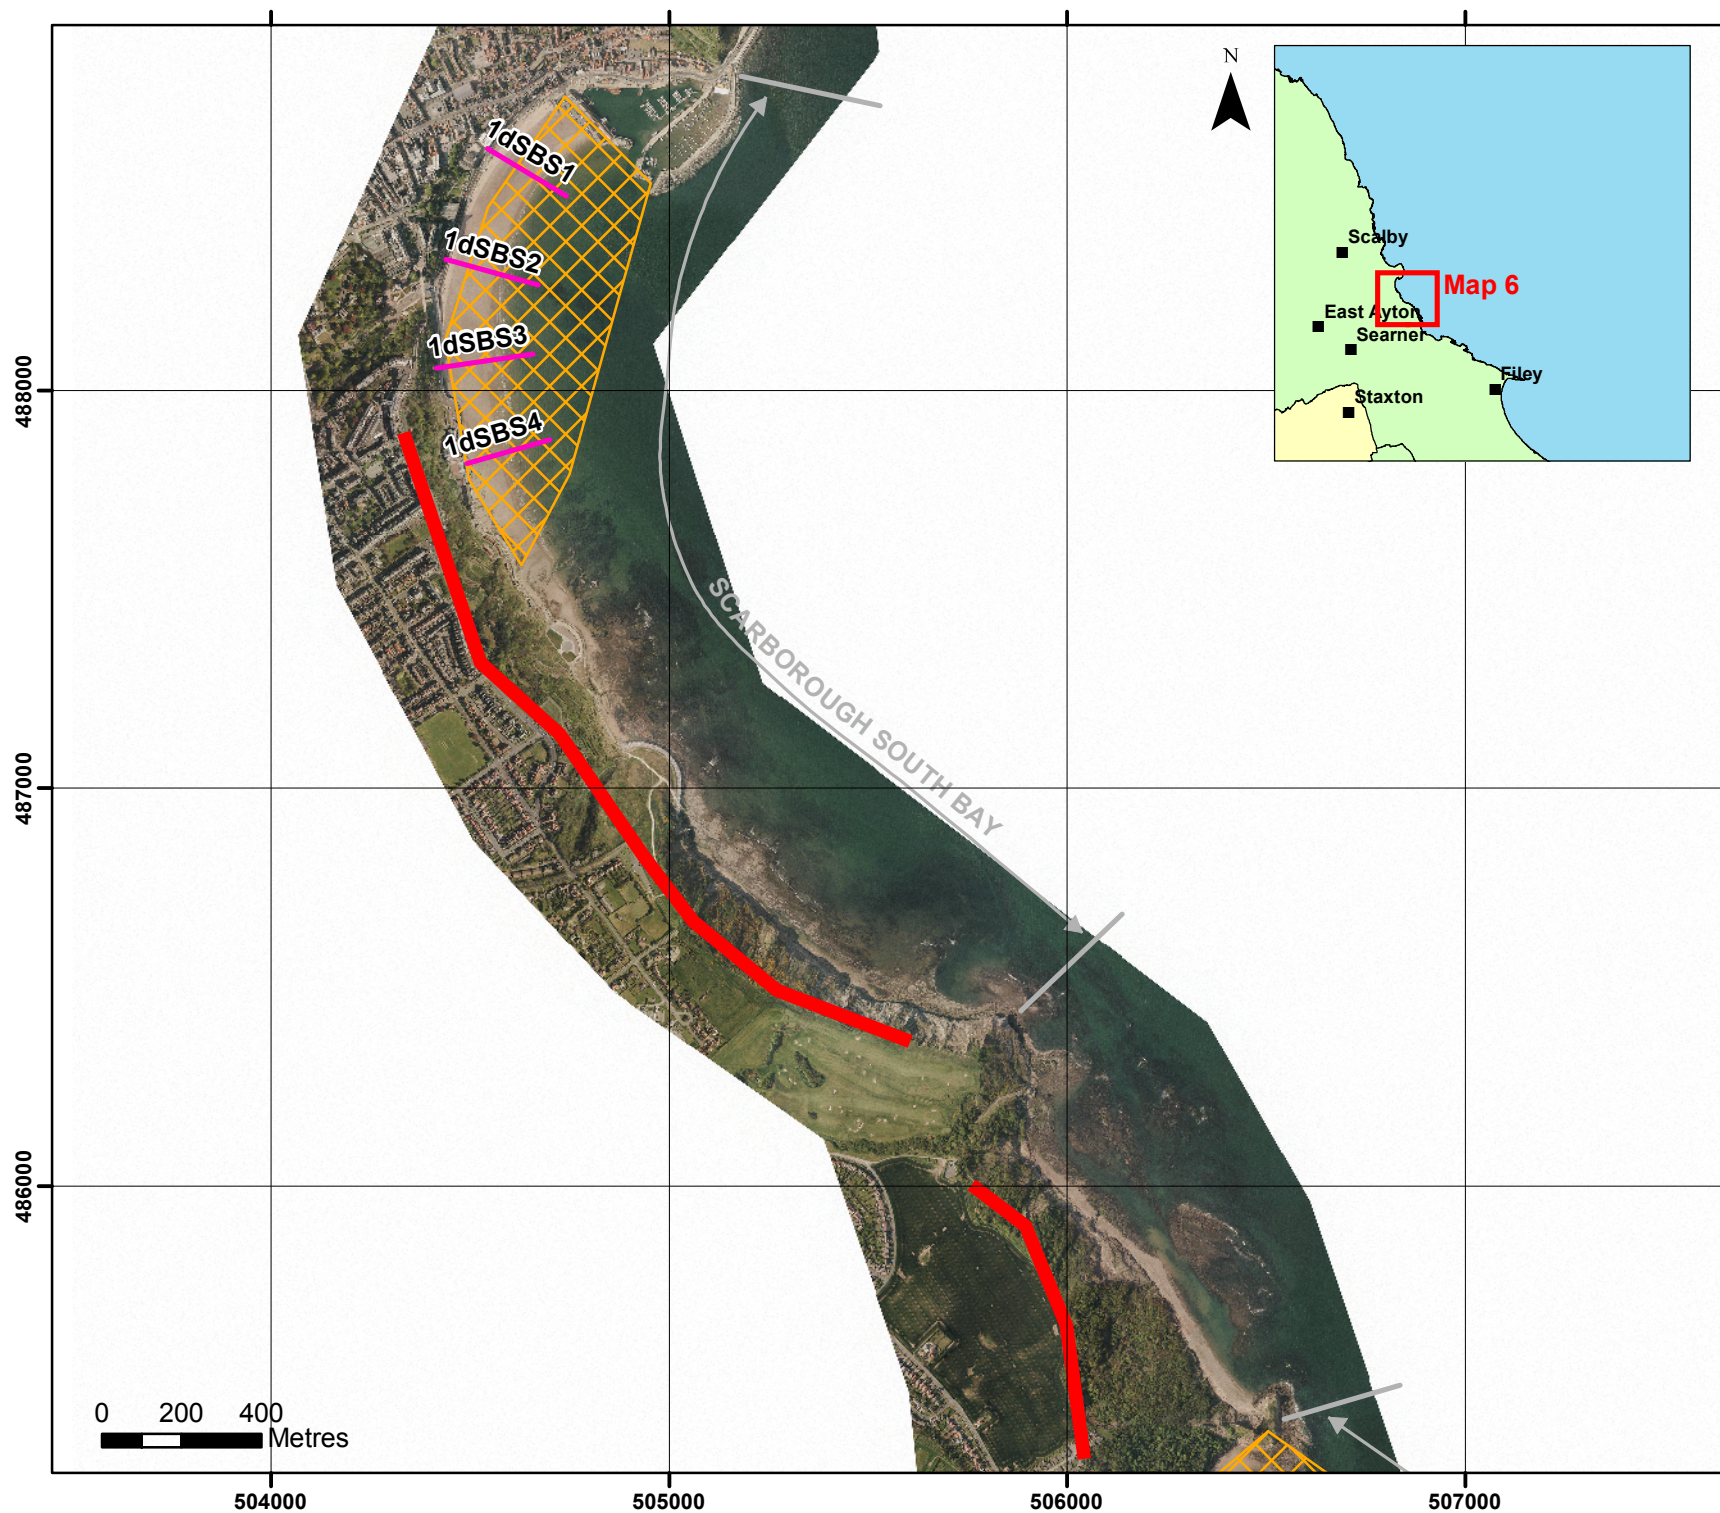 N
Scalby
Map 6
East Ayton
Seamer
Filey
Staxton
1dSBS1
1dSBS2
1dSBS3
1dSBS4
SCARBOROUGH SOUTH BAY
488000
487000
486000
0 200 400
Metres
504000 505000 506000 507000